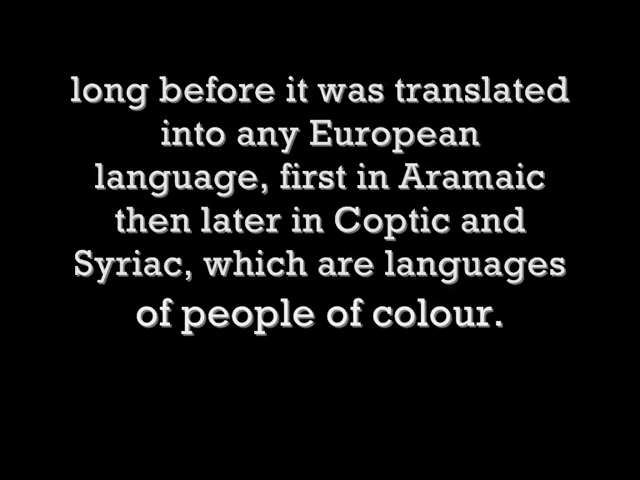 long before it was translated
into any European
language, first in Aramaic
then later in Coptic and
Syriac, which are languages
of people of colour.